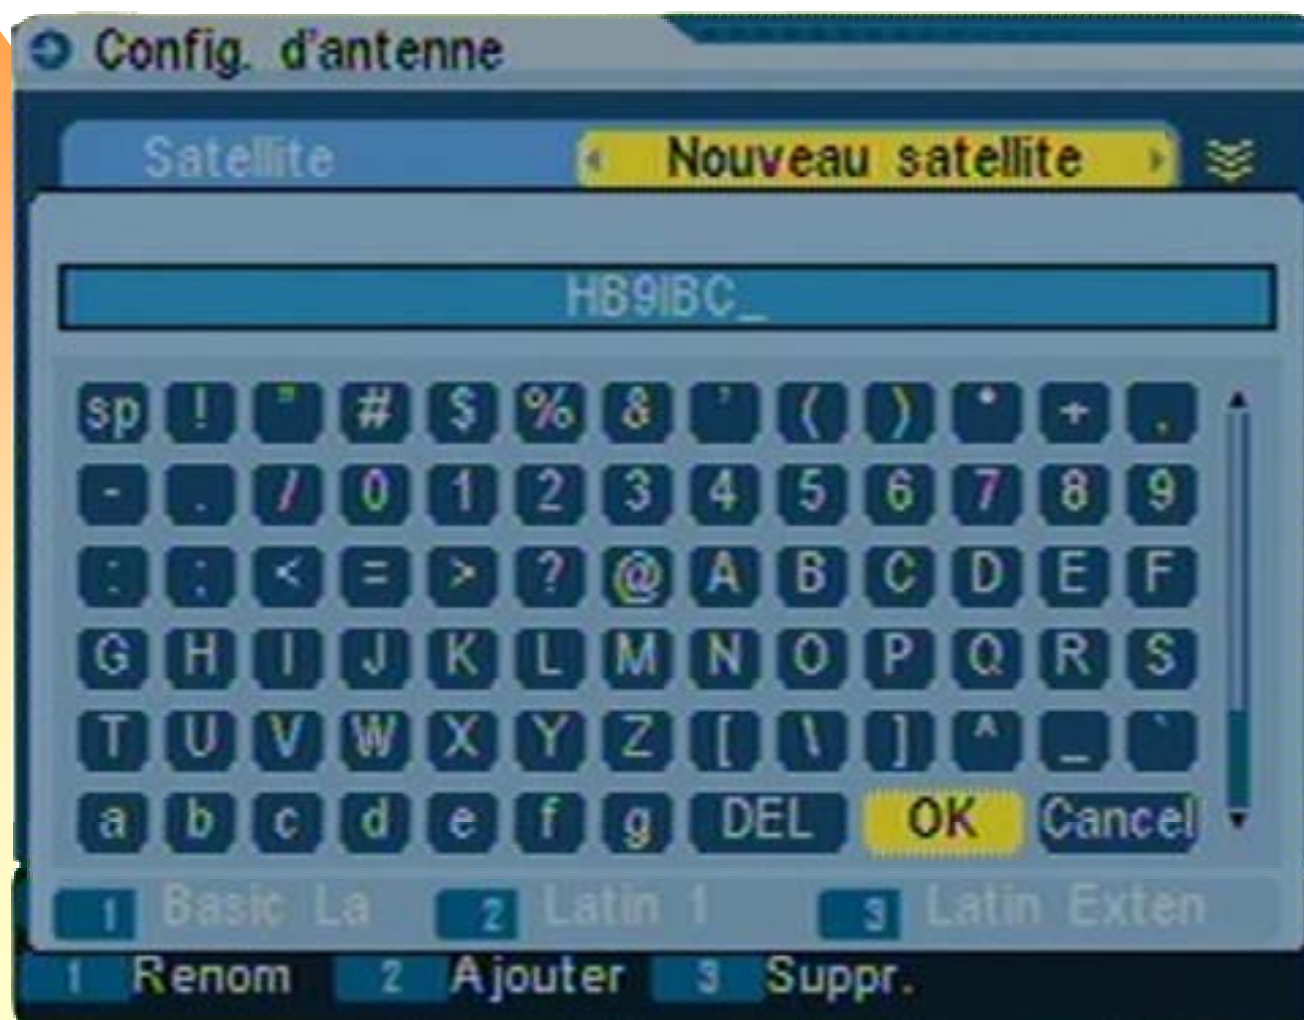 Config. d'antenne
Satellite Nouveau satellite
HB9IBC_
sp ! " # $ % & ' ( ) * + ,
- . / 0 1 2 3 4 5 6 7 8 9
: ; < = > ? @ A B C D E F
G H I J K L M N O P Q R S
T U V W X Y Z [ \ ] ^ _ `
a b c d e f g DEL OK Cancel
1 Basic La 2 Latin 1 3 Latin Exten
1 Renom 2 Ajouter 3 Suppr.